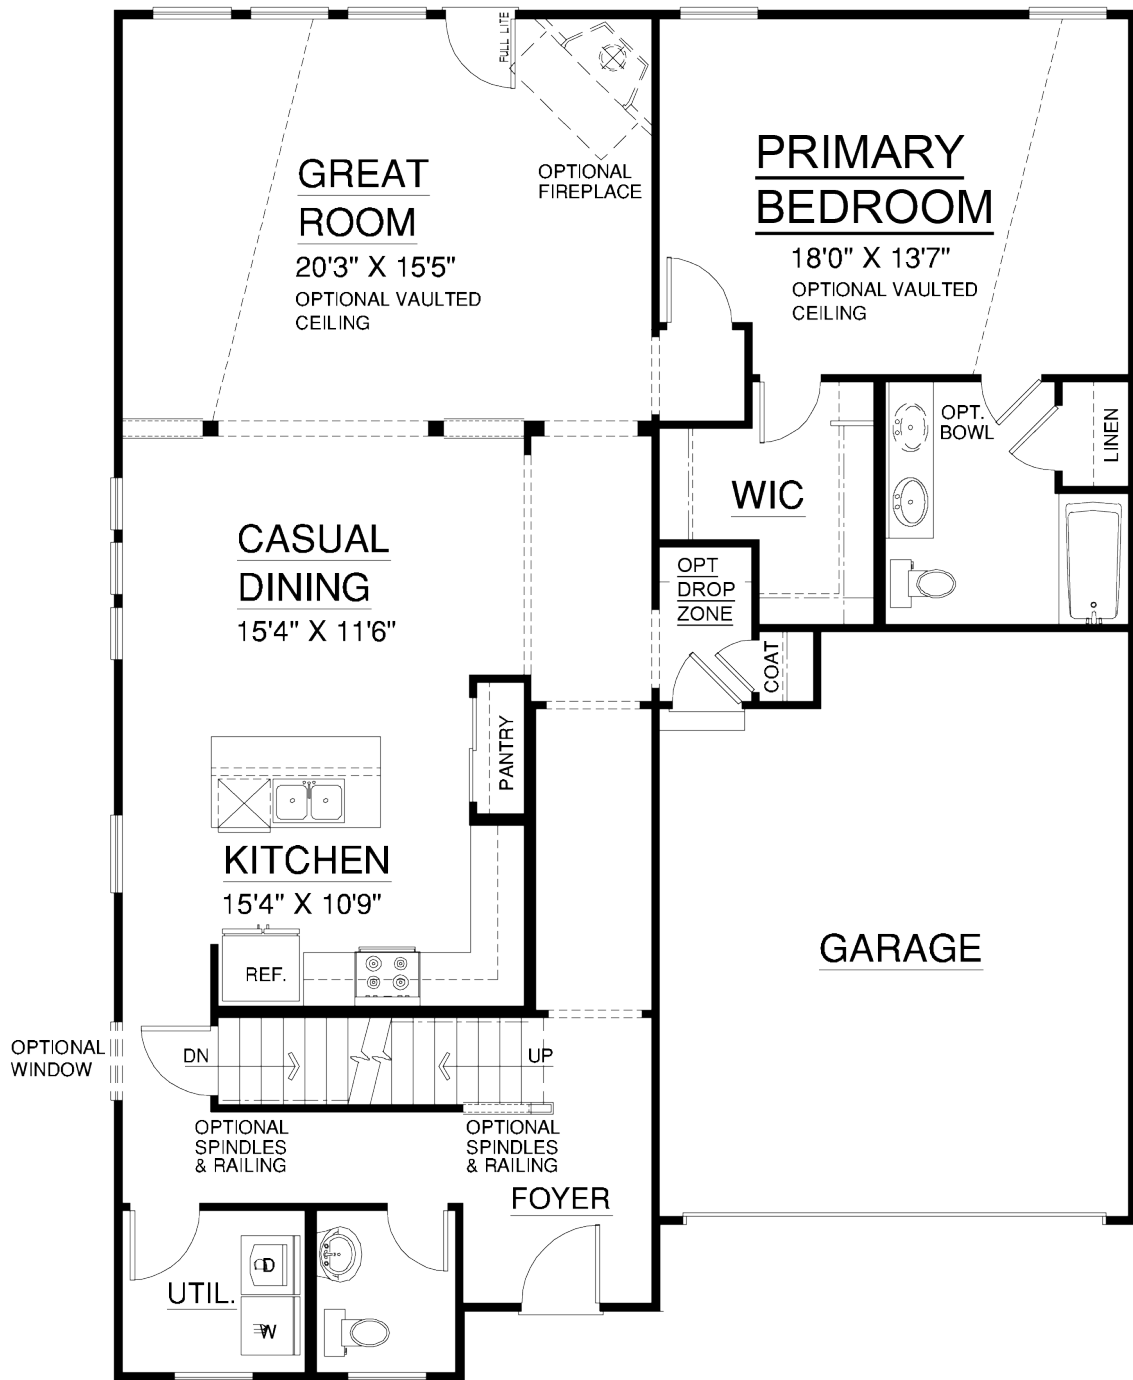 FULL LITE
GREAT
ROOM
20'3" X 15'5"
OPTIONAL VAULTED
CEILING
OPTIONAL
FIREPLACE
PRIMARY
BEDROOM
18'0" X 13'7"
OPTIONAL VAULTED
CEILING
OPT.
BOWL
LINEN
WIC
CASUAL
DINING
15'4" X 11'6"
OPT
DROP
ZONE
COAT
PANTRY
KITCHEN
15'4" X 10'9"
REF.
GARAGE
OPTIONAL
WINDOW
DN
UP
OPTIONAL
SPINDLES
& RAILING
OPTIONAL
SPINDLES
& RAILING
FOYER
UTIL.
D
W